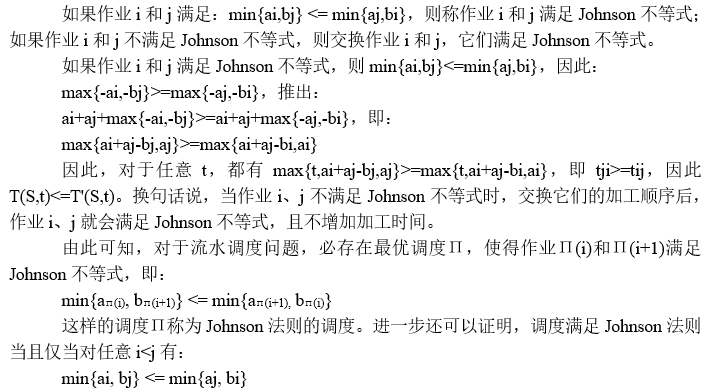 如果作业 i 和 j 满足：min{ai,bj} <= min{aj,bi}，则称作业 i 和 j 满足 Johnson 不等式；
如果作业 i 和 j 不满足 Johnson 不等式，则交换作业 i 和 j，它们满足 Johnson 不等式。
如果作业 i 和 j 满足 Johnson 不等式，则 min{ai,bj}<=min{aj,bi}，因此：
max{-ai,-bj}>=max{-aj,-bi}，推出：
ai+aj+max{-ai,-bj}>=ai+aj+max{-aj,-bi}，即：
max{ai+aj-bj,aj}>=max{ai+aj-bi,ai}
因此，对于任意 t，都有 max{t,ai+aj-bj,aj}>=max{t,ai+aj-bi,ai}，即 tji>=tij，因此
T(S,t)<=T'(S,t)。换句话说，当作业 i、j 不满足 Johnson 不等式时，交换它们的加工顺序后，
作业 i、j 就会满足 Johnson 不等式，且不增加加工时间。
由此可知，对于流水调度问题，必存在最优调度∏，使得作业∏(i)和∏(i+1)满足
Johnson 不等式，即：
min{aπ(i), bπ(i+1)} <= min{aπ(i+1), bπ(i)}
这样的调度∏称为 Johnson 法则的调度。进一步还可以证明，调度满足 Johnson 法则
当且仅当对任意 i<j 有：
min{ai, bj} <= min{aj, bi}